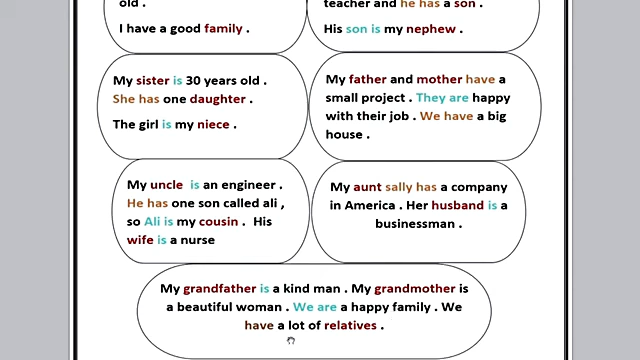 old .
I have a good family .
teacher and he has a son .
His son is my nephew .
My sister is 30 years old .
She has one daughter .
The girl is my niece .
My father and mother have a
small project . They are happy
with their job . We have a big
house .
My uncle is an engineer .
He has one son called ali ,
so Ali is my cousin . His
wife is a nurse
My aunt sally has a company
in America . Her husband is a
businessman .
My grandfather is a kind man . My grandmother is
a beautiful woman . We are a happy family . We
have a lot of relatives .